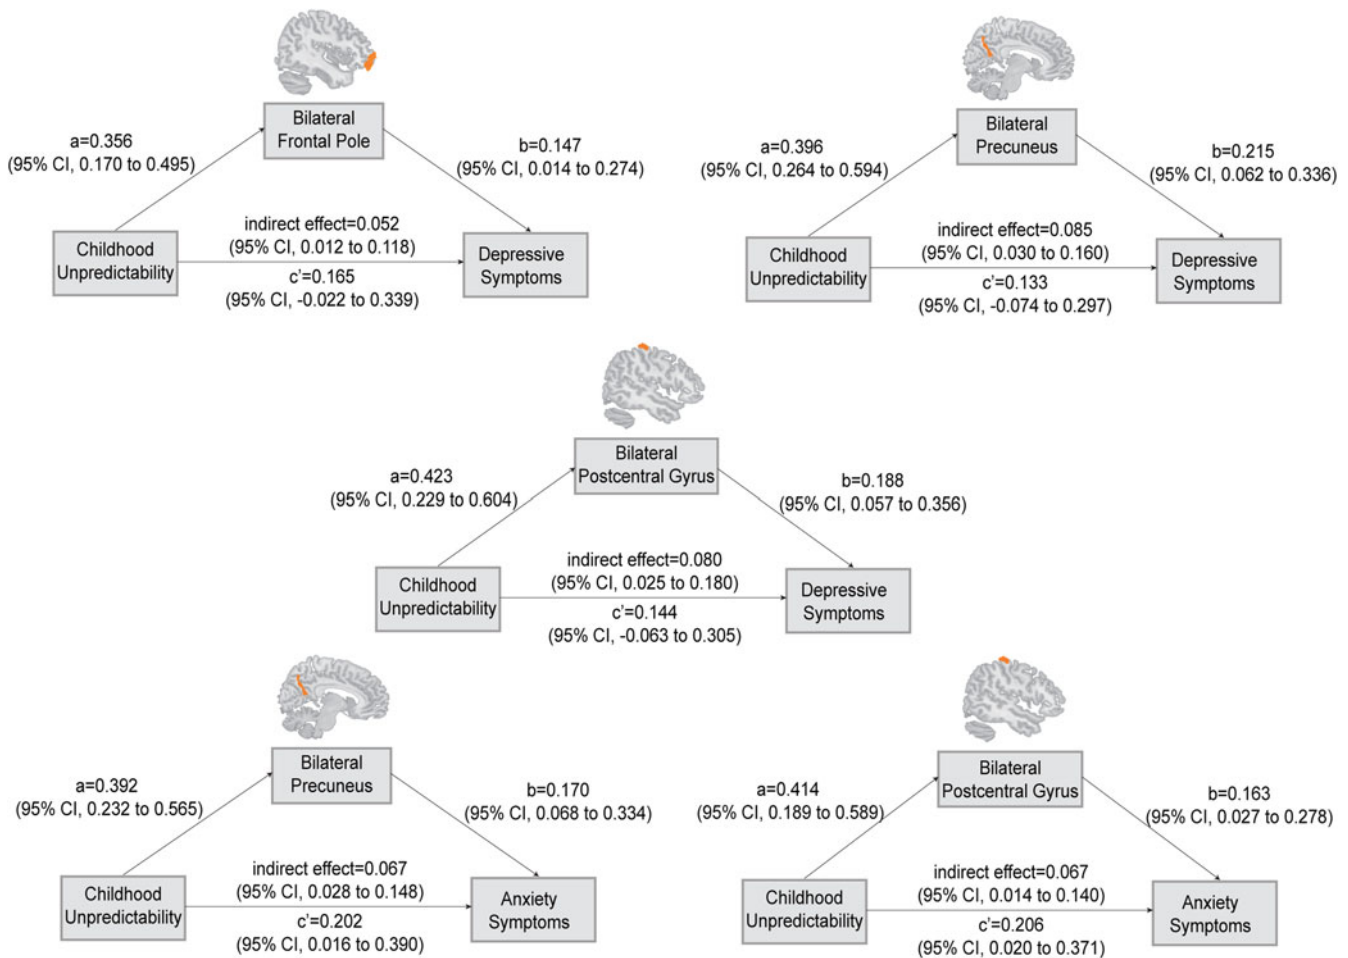 Bilateral
Frontal Pole
a=0.356
(95% CI, 0.170 to 0.495)
b=0.147
(95% CI, 0.014 to 0.274)
Childhood
Unpredictability
indirect effect=0.052
(95% CI, 0.012 to 0.118)
c'=0.165
(95% CI, -0.022 to 0.339)
Depressive
Symptoms
Bilateral
Precuneus
a=0.396
(95% CI, 0.264 to 0.594)
b=0.215
(95% CI, 0.062 to 0.336)
Childhood
Unpredictability
indirect effect=0.085
(95% CI, 0.030 to 0.160)
c'=0.133
(95% CI, -0.074 to 0.297)
Depressive
Symptoms
Bilateral
Postcentral Gyrus
a=0.423
(95% CI, 0.229 to 0.604)
b=0.188
(95% CI, 0.057 to 0.356)
Childhood
Unpredictability
indirect effect=0.080
(95% CI, 0.025 to 0.180)
c'=0.144
(95% CI, -0.063 to 0.305)
Depressive
Symptoms
Bilateral
Precuneus
a=0.392
(95% CI, 0.232 to 0.565)
b=0.170
(95% CI, 0.068 to 0.334)
Childhood
Unpredictability
indirect effect=0.067
(95% CI, 0.028 to 0.148)
c'=0.202
(95% CI, 0.016 to 0.390)
Anxiety
Symptoms
Bilateral
Postcentral Gyrus
a=0.414
(95% CI, 0.189 to 0.589)
b=0.163
(95% CI, 0.027 to 0.278)
Childhood
Unpredictability
indirect effect=0.067
(95% CI, 0.014 to 0.140)
c'=0.206
(95% CI, 0.020 to 0.371)
Anxiety
Symptoms